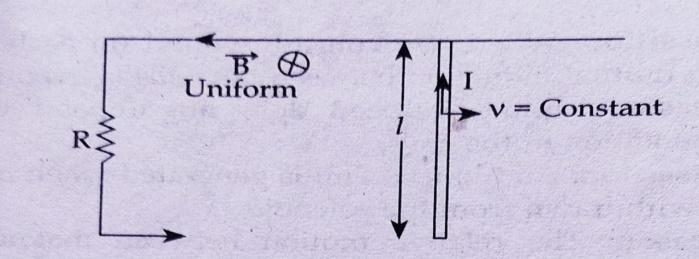 B⃗ ⊗
Uniform
I
v = Constant
R
l